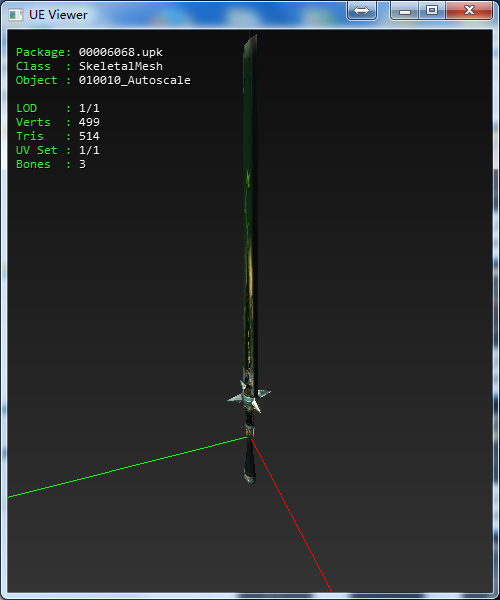 UE Viewer
Package: 00006068.upk
Class : SkeletalMesh
Object : 010010_Autoscale
LOD : 1/1
Verts : 499
Tris : 514
UV Set : 1/1
Bones : 3